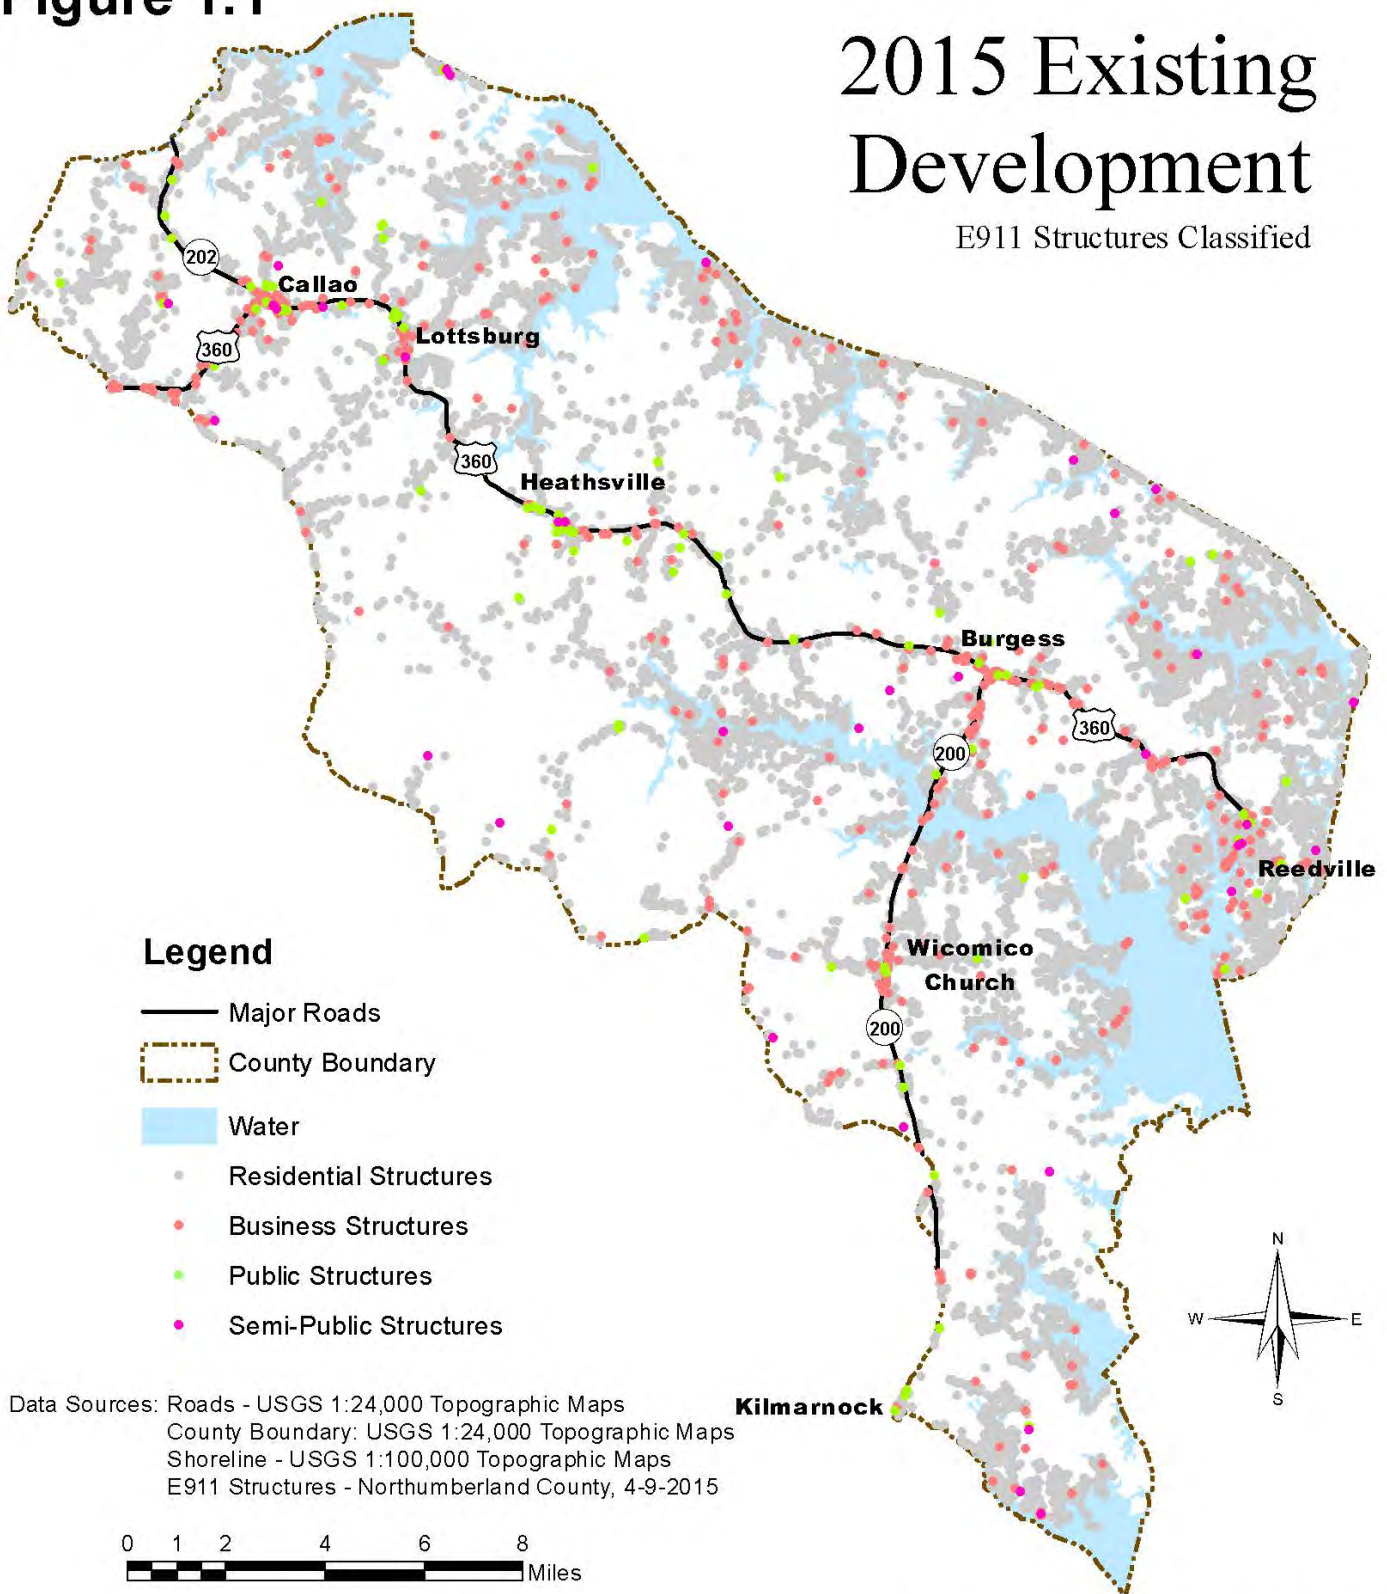 Figure 1.1
2015 Existing
Development
E911 Structures Classified
202
Callao
360
Lottsburg
360
Heathsville
Burgess
360
200
Reedville
Wicomico
Church
200
Kilmarnock
Legend
Major Roads
County Boundary
Water
Residential Structures
Business Structures
Public Structures
Semi-Public Structures
N
W
E
S
Data Sources: Roads - USGS 1:24,000 Topographic Maps
County Boundary: USGS 1:24,000 Topographic Maps
Shoreline - USGS 1:100,000 Topographic Maps
E911 Structures - Northumberland County, 4-9-2015
0 1 2 4 6 8
Miles